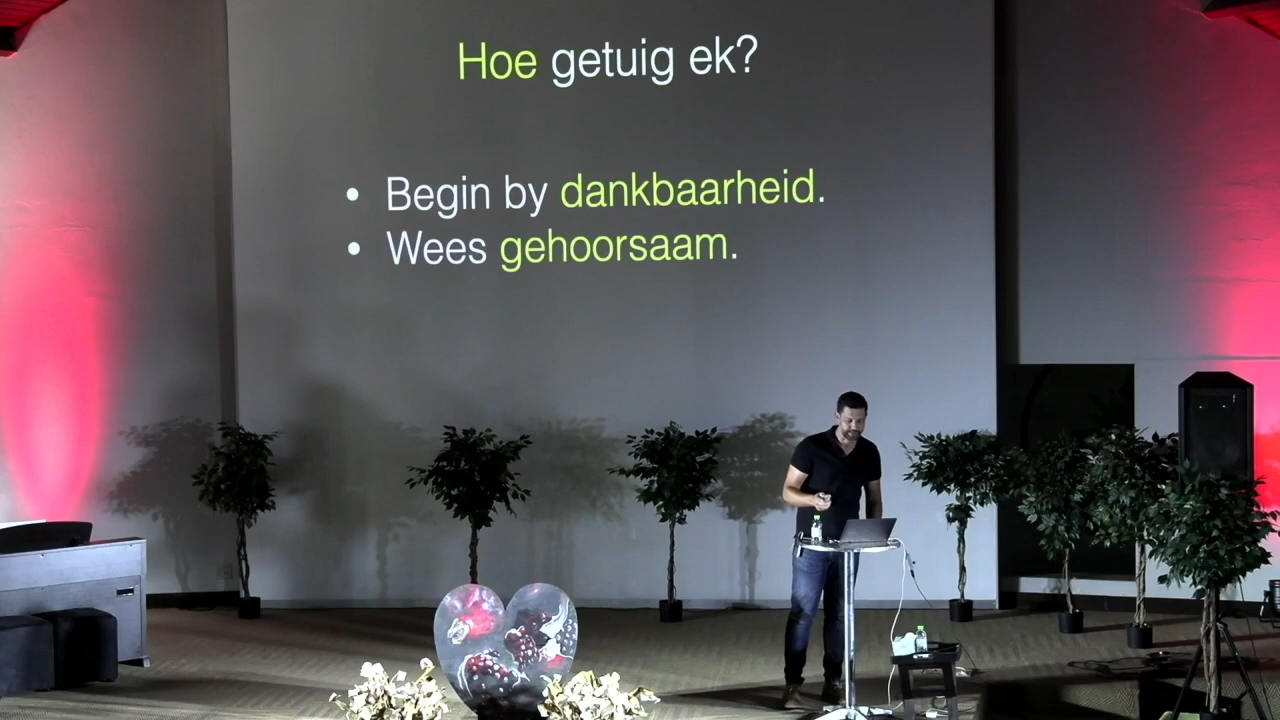 Hoe getuig ek?
• Begin by dankbaarheid.
• Wees gehoorsaam.